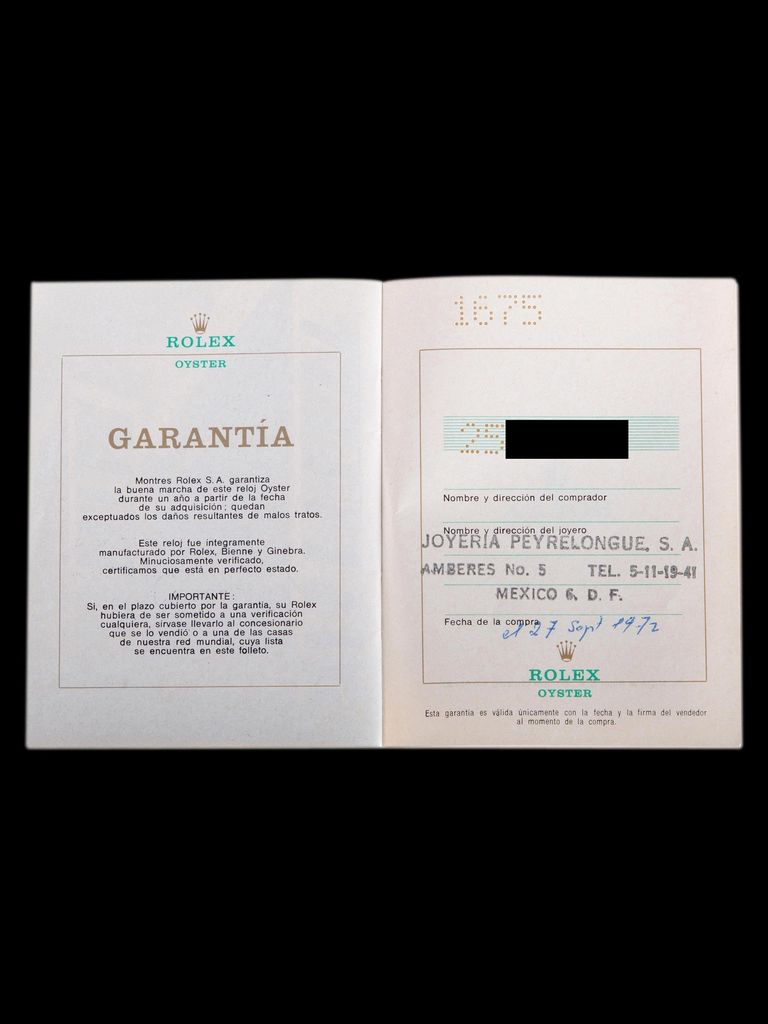 ROLEX
OYSTER
GARANTÍA
Montres Rolex S.A. garantiza
la buena marcha de este reloj Oyster
durante un año a partir de la fecha
de su adquisición; quedan
exceptuados los daños resultantes de malos tratos.
Este reloj fue integramente
manufacturado por Rolex, Bienne y Ginebra.
Minuciosamente verificado,
certificamos que está en perfecto estado.
IMPORTANTE:
Si, en el plazo cubierto por la garantía, su Rolex
hubiera de ser sometido a una verificación
cualquiera, sírvase llevarlo al concesionario
que se lo vendió o a una de las casas
de nuestra red mundial, cuya lista
se encuentra en este folleto.
1675
25
Nombre y dirección del comprador
Nombre y dirección del joyero
JOYERIA PEYRELONGUE, S. A.
AMBERES No. 5 TEL. 5-11-19-41
MEXICO 6, D. F.
Fecha de la compra
el 27 Sept 1972
ROLEX
OYSTER
Esta garantía es válida únicamente con la fecha y la firma del vendedor
al momento de la compra.